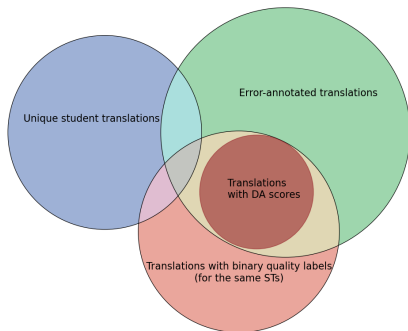 Error-annotated translations
Unique student translations
Translations
with DA scores
Translations with binary quality labels
(for the same STs)